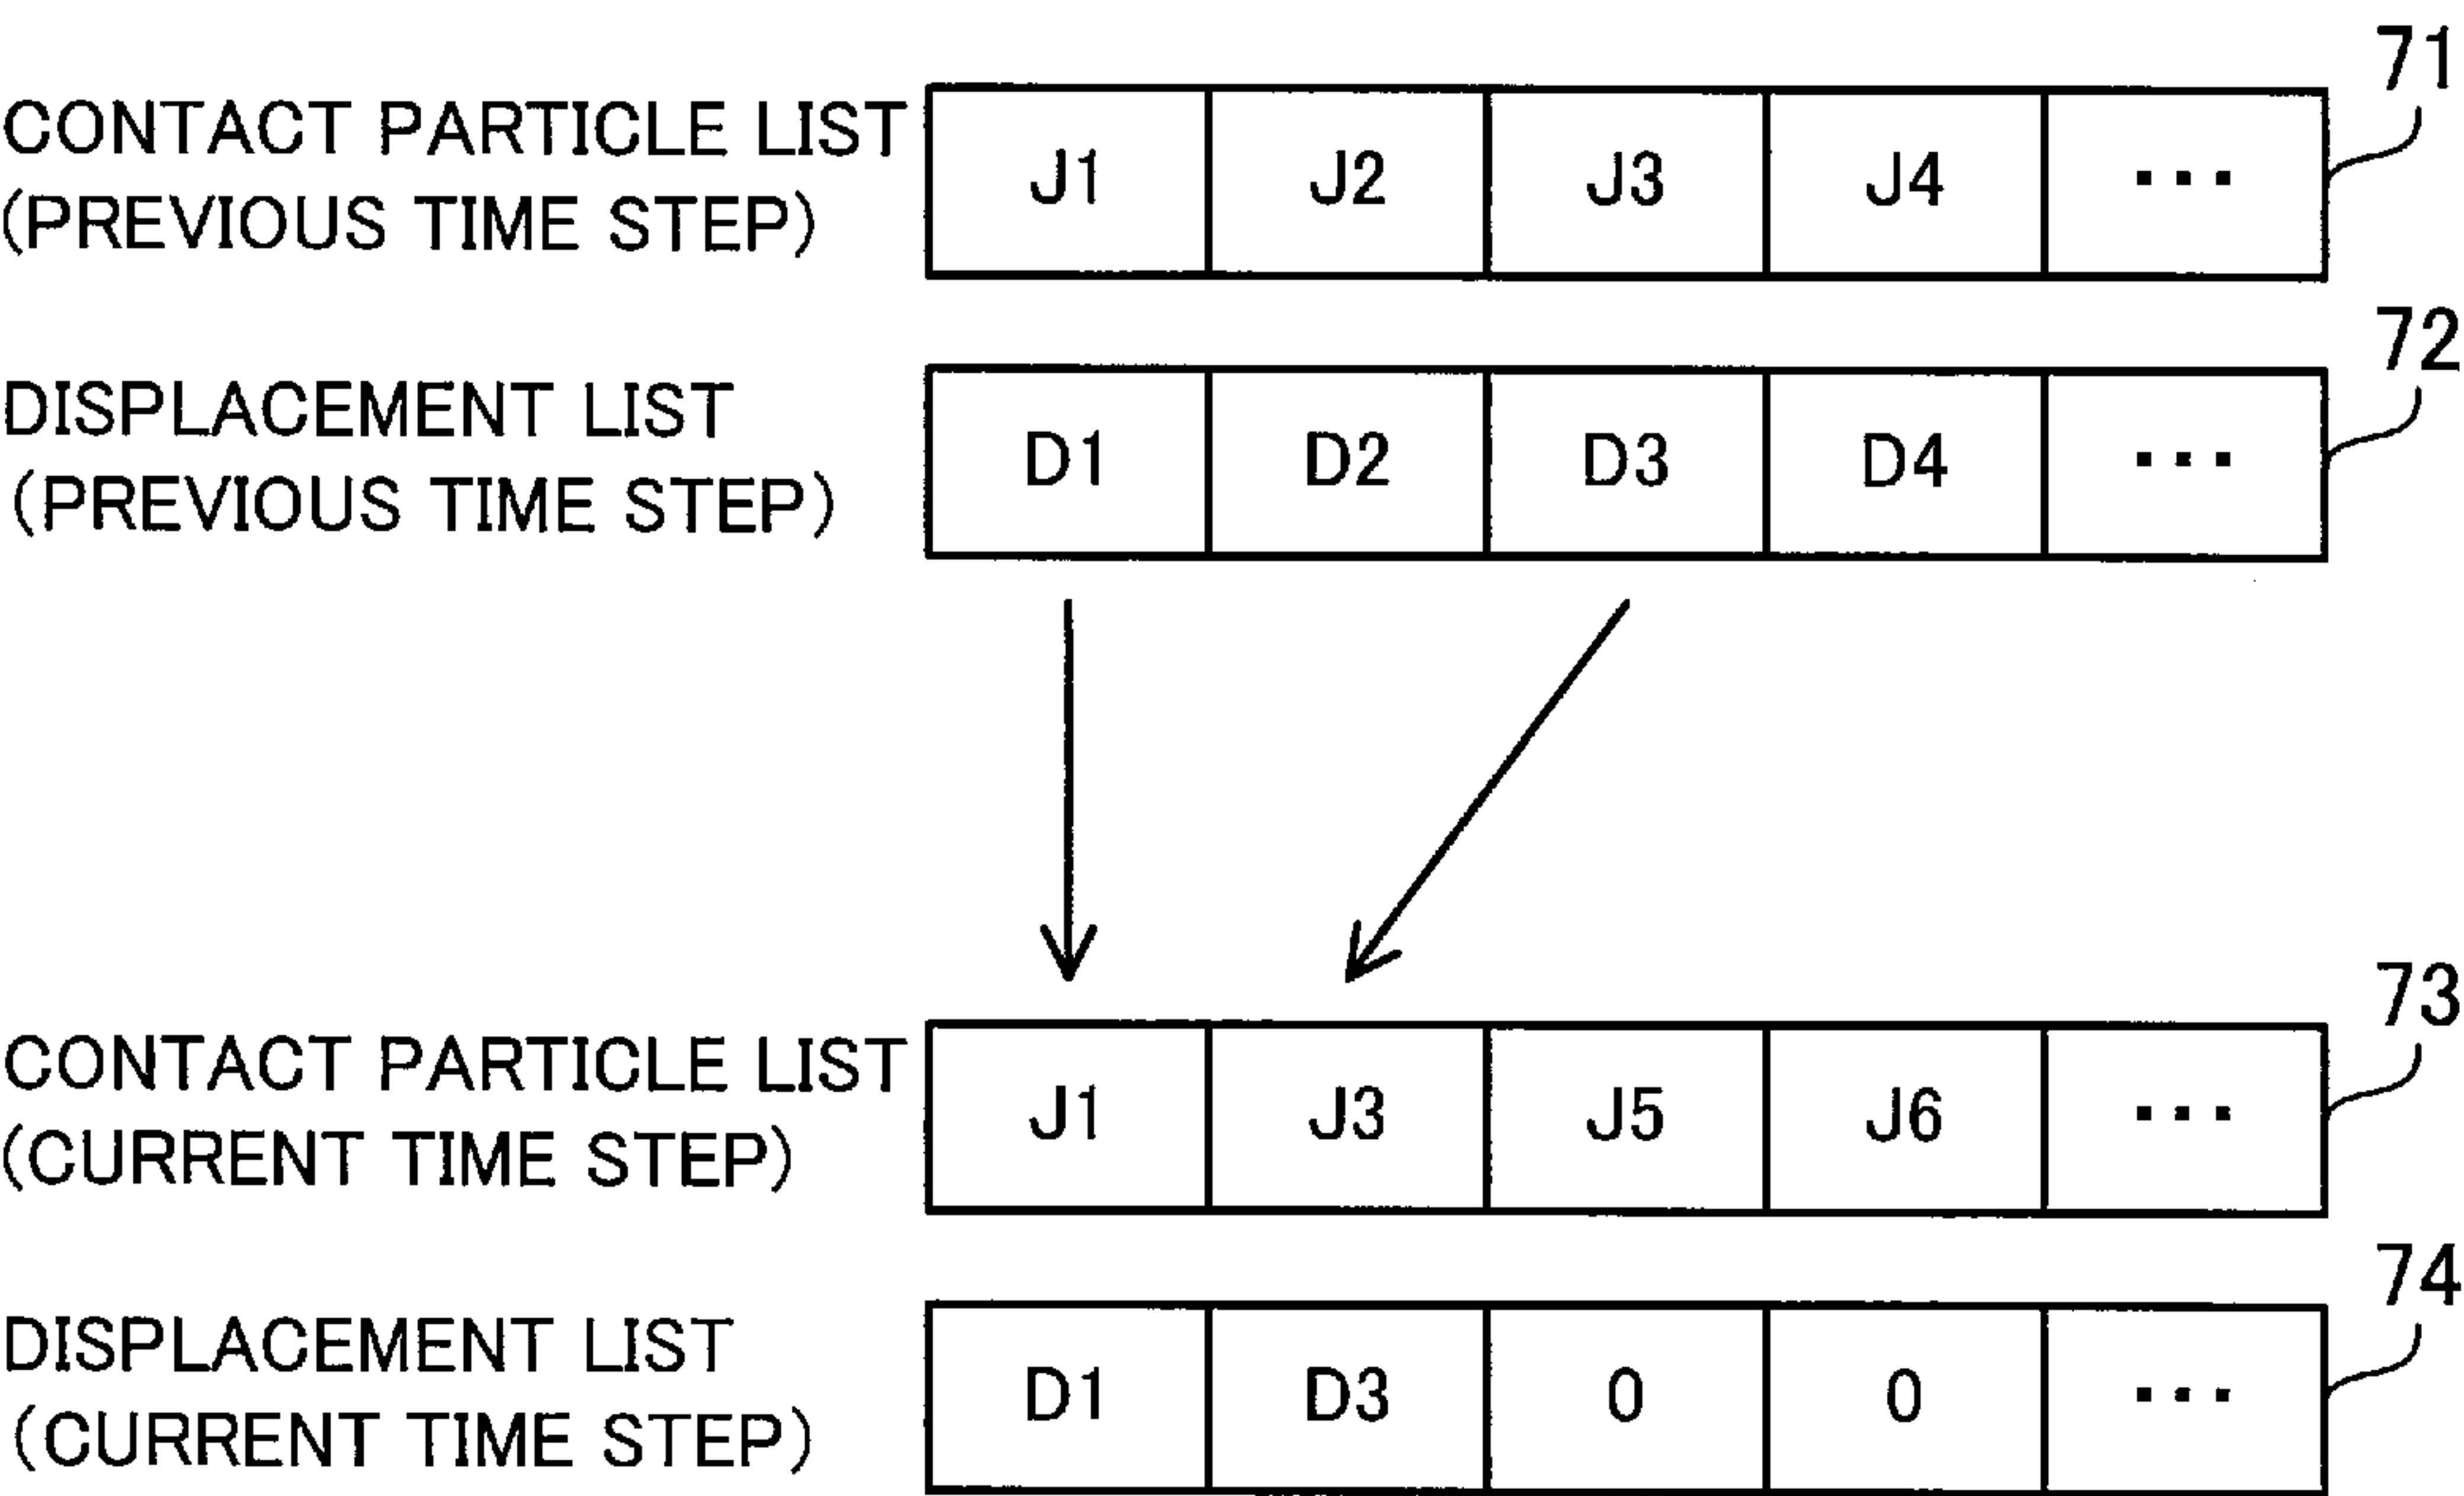 71
CONTACT PARTICLE LIST J1 J2 J3 J4 ...
(PREVIOUS TIME STEP)
72
DISPLACEMENT LIST D1 D2 D3 D4 ...
(PREVIOUS TIME STEP)
73
CONTACT PARTICLE LIST J1 J3 J5 J6 ...
(CURRENT TIME STEP)
74
DISPLACEMENT LIST D1 D3 0 0 ...
(CURRENT TIME STEP)